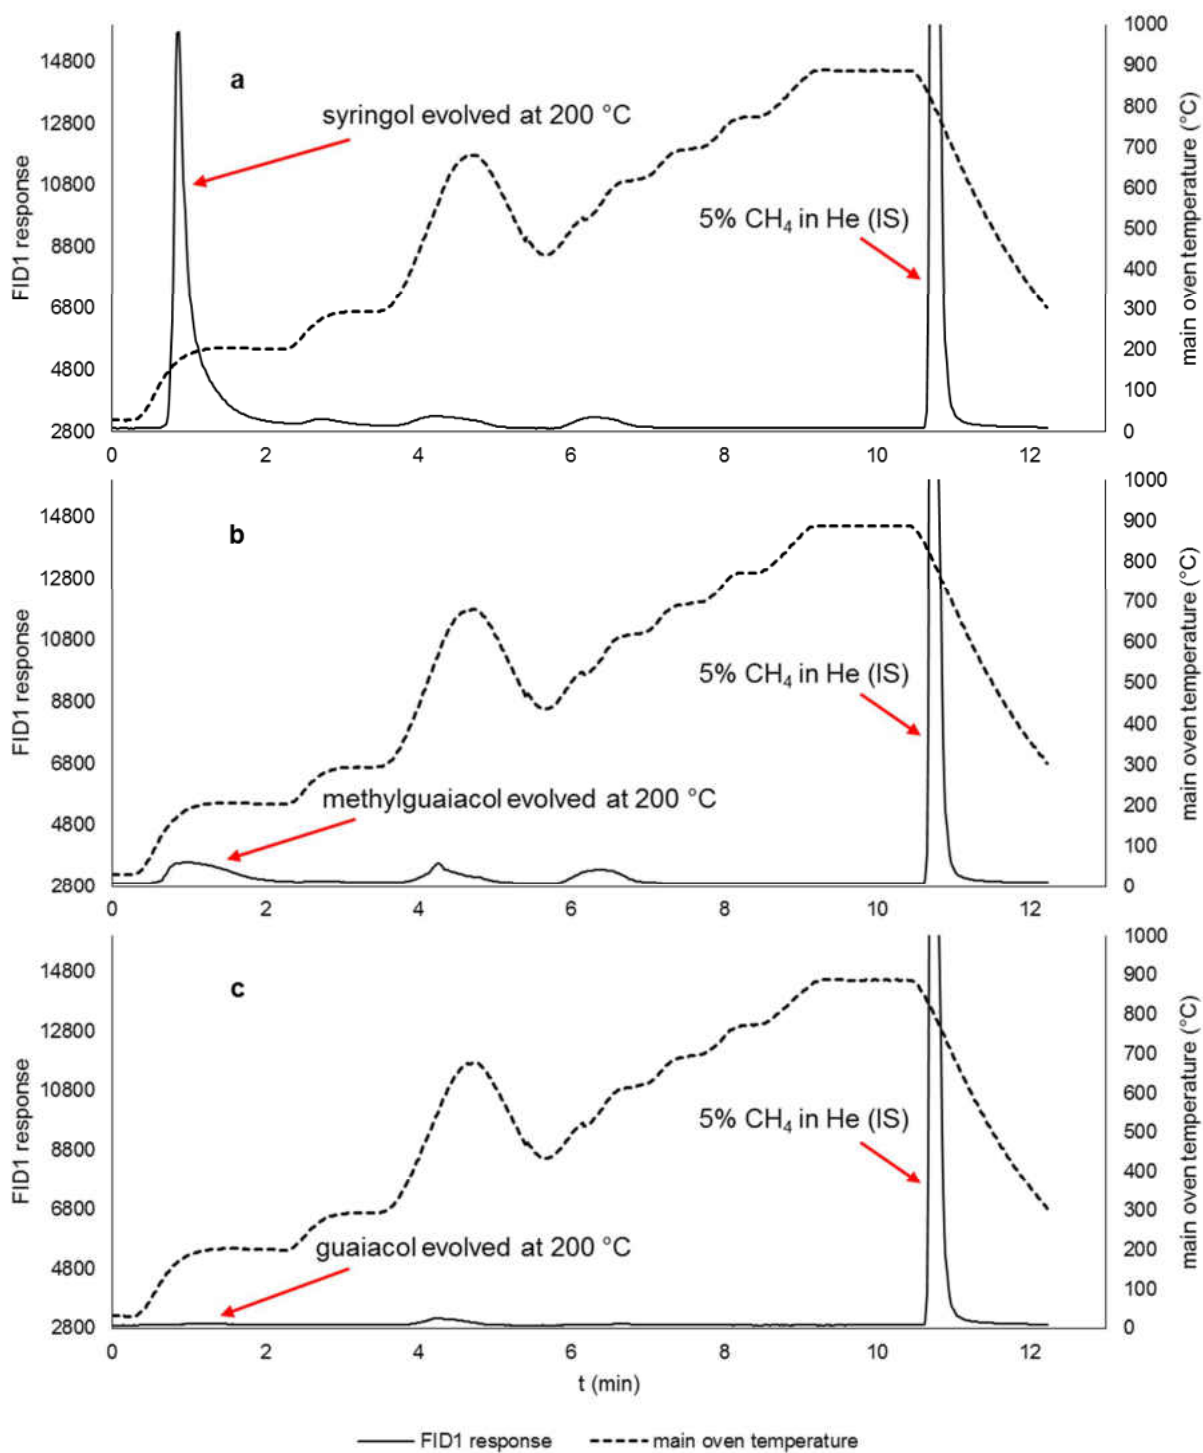 a
syringol evolved at 200 °C
5% CH₄ in He (IS)
FID1 response
14800
12800
10800
8800
6800
4800
2800
0 2 4 6 8 10 12
1000
900
800
700
600
500
400
300
200
100
0
main oven temperature (°C)
b
5% CH₄ in He (IS)
methylguaiacol evolved at 200 °C
FID1 response
14800
12800
10800
8800
6800
4800
2800
0 2 4 6 8 10 12
1000
900
800
700
600
500
400
300
200
100
0
main oven temperature (°C)
c
5% CH₄ in He (IS)
guaiacol evolved at 200 °C
FID1 response
14800
12800
10800
8800
6800
4800
2800
0 2 4 6 8 10 12
1000
900
800
700
600
500
400
300
200
100
0
main oven temperature (°C)
t (min)
FID1 response main oven temperature